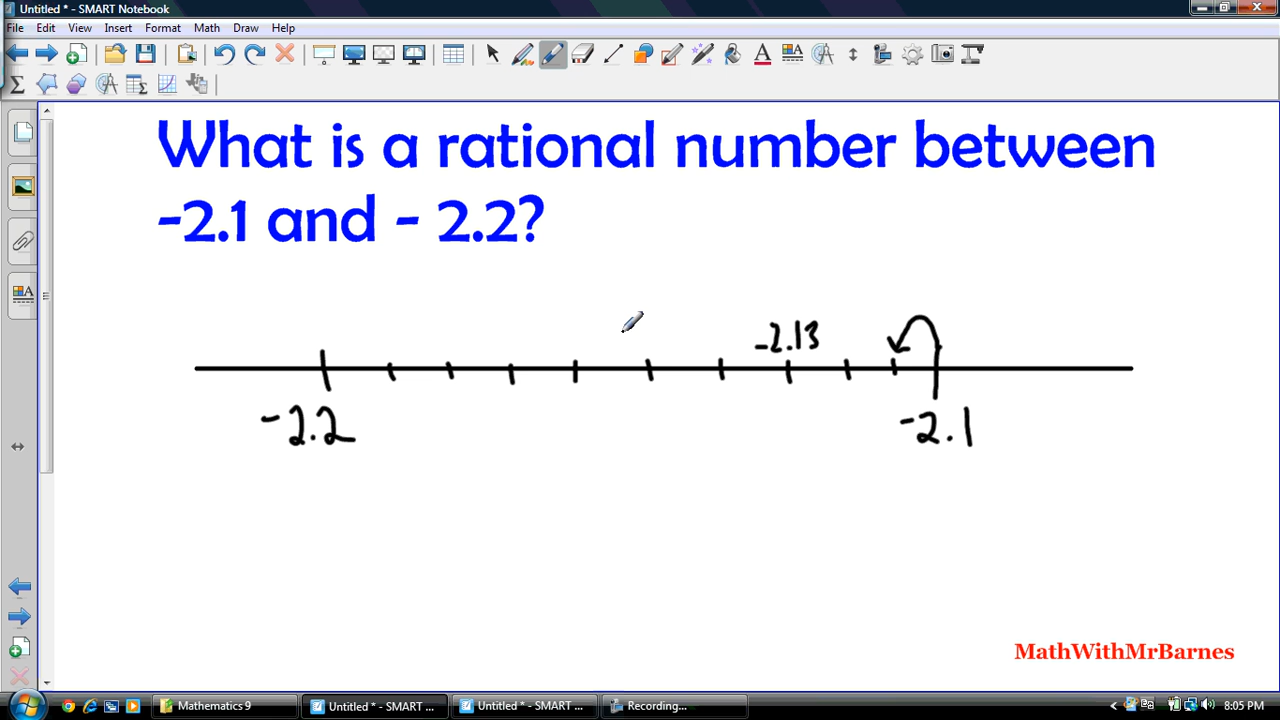 Untitled * - SMART Notebook
File Edit View Insert Format Math Draw Help
What is a rational number between
-2.1 and - 2.2?
-2.13
-2.2
-2.1
MathWithMrBarnes
Mathematics 9
Untitled * - SMART ...
Untitled * - SMART ...
Recording...
8:05 PM